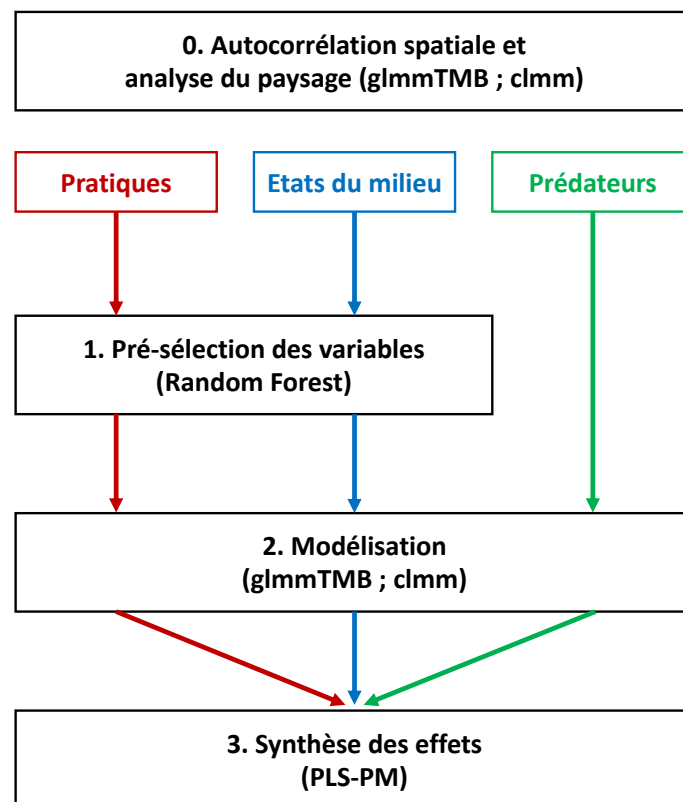 0. Autocorrélation spatiale et
analyse du paysage (glmmTMB ; clmm)
Pratiques
Etats du milieu
Prédateurs
1. Pré-sélection des variables
(Random Forest)
2. Modélisation
(glmmTMB ; clmm)
3. Synthèse des effets
(PLS-PM)